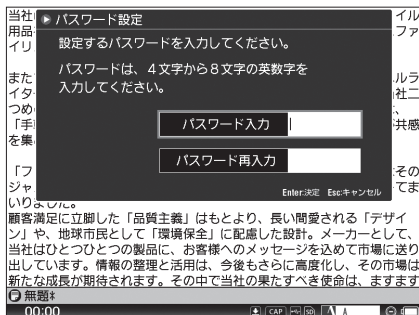 当社 イル
パスワード設定
用品 ファ
設定するパスワードを入力してください。
イリ
パスワードは、４文字から８文字の英数字を
また ルラ
入力してください。
イタ 社ニ
つめ 、
パスワード入力
「手 共感
を集
パスワード再入力
「フ その
ジャ てま
Enter:決定 Esc:キャンセル
いりました。
顧客満足に立脚した「品質主義」はもとより、長い間愛される「デザイ
ン」や、地球市民として「環境保全」に配慮した設計。メーカーとして、
当社はひとつひとつの製品に、お客様へのメッセージを込めて市場に送り
出しています。情報の整理と活用は、今後もさらに高度化し、その市場は
新たな成長が期待されます。その中で当社の果たすべき使命は、ますます
無題*
00:00 CAP SD A